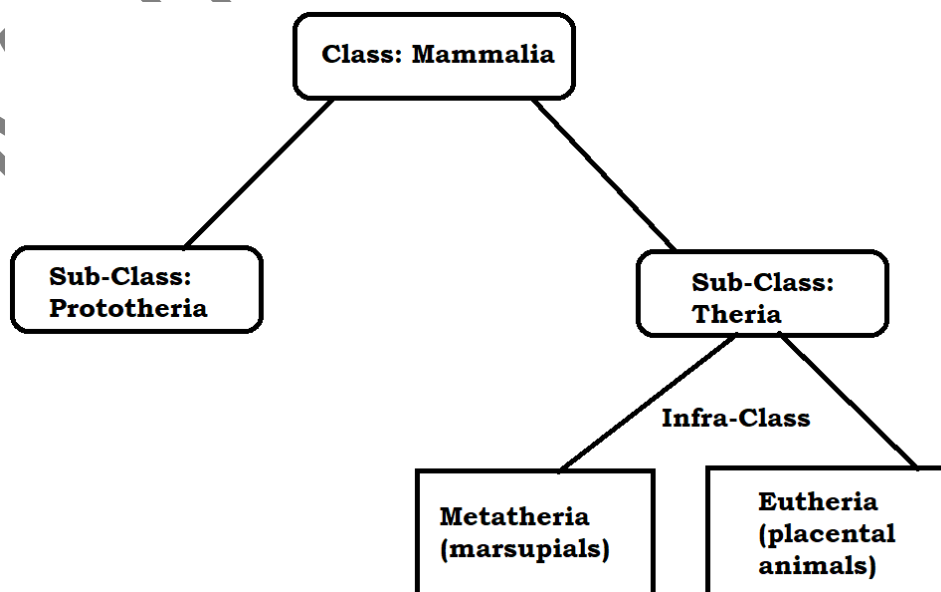 Class: Mammalia
Sub-Class:
Prototheria
Sub-Class:
Theria
Infra-Class
Metatheria
(marsupials)
Eutheria
(placental
animals)